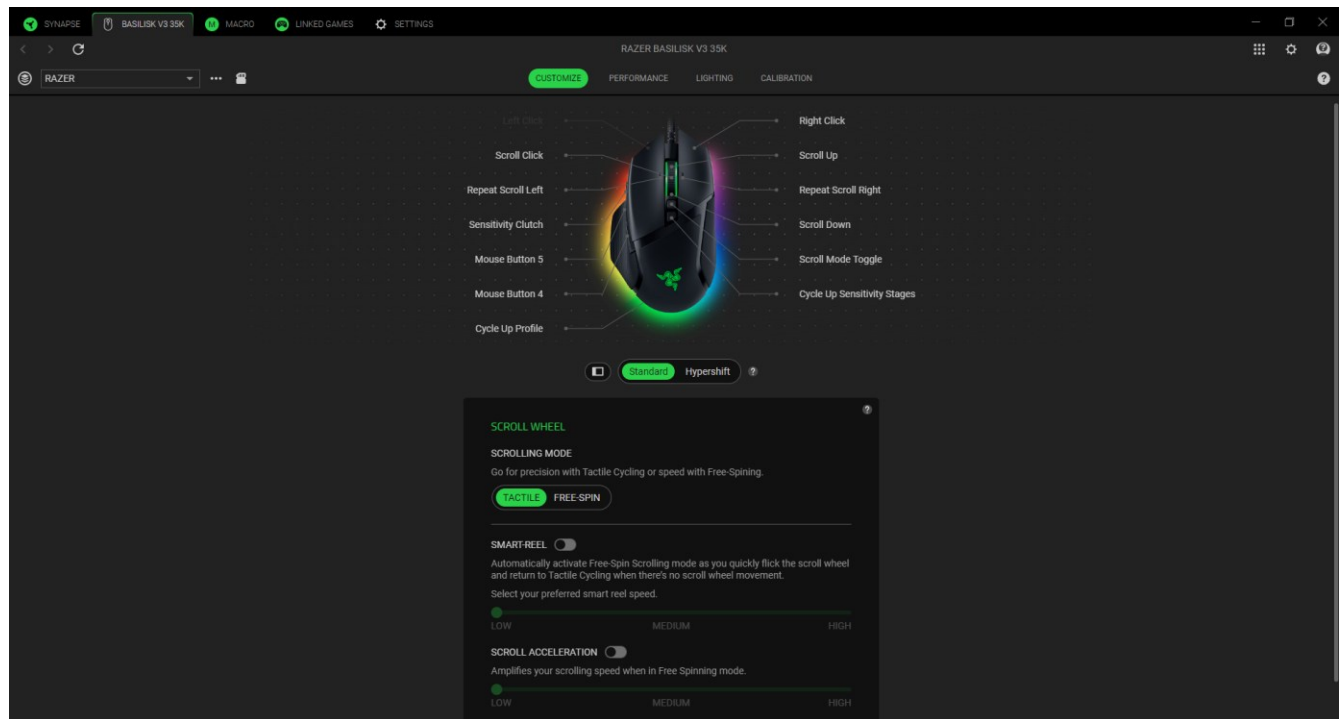 SYNAPSE BASILISK V3 35K MACRO LINKED GAMES SETTINGS
RAZER BASILISK V3 35K
RAZER CUSTOMIZE PERFORMANCE LIGHTING CALIBRATION
Left Click Right Click
Scroll Click Scroll Up
Repeat Scroll Left Repeat Scroll Right
Sensitivity Clutch Scroll Down
Mouse Button 5 Scroll Mode Toggle
Mouse Button 4 Cycle Up Sensitivity Stages
Cycle Up Profile
Standard Hypershift
SCROLL WHEEL
SCROLLING MODE
Go for precision with Tactile Cycling or speed with Free-Spining.
TACTILE FREE-SPIN
SMART-REEL
Automatically activate Free-Spin Scrolling mode as you quickly flick the scroll wheel
and return to Tactile Cycling when there's no scroll wheel movement.
Select your preferred smart reel speed.
LOW MEDIUM HIGH
SCROLL ACCELERATION
Amplifies your scrolling speed when in Free Spinning mode.
LOW MEDIUM HIGH